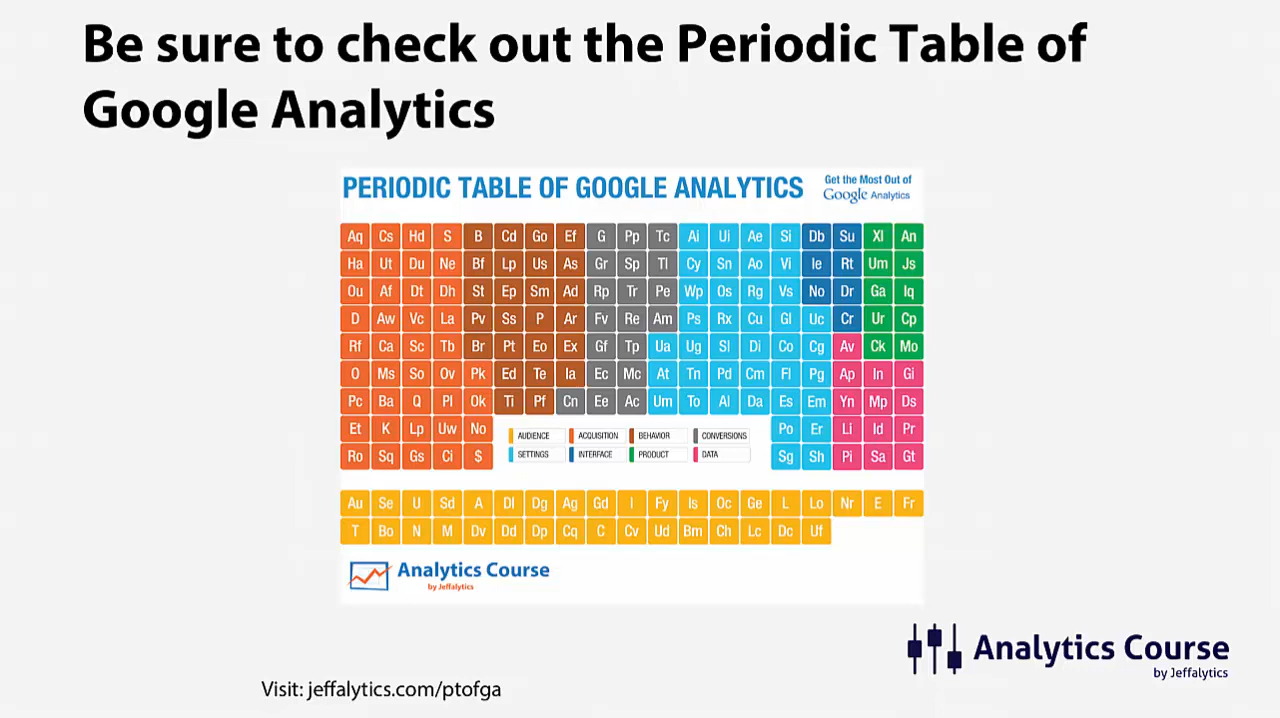 Be sure to check out the Periodic Table of
Google Analytics
PERIODIC TABLE OF GOOGLE ANALYTICS
Get the Most Out of
Google Analytics
Aq Cs Hd S B Cd Go Ef G Pp Tc Ai Ui Ae Si Db Su Xl An
Ha Ut Du Ne Bf Lp Us As Gr Sp Tl Cy Sn Ao Vi Ie Rt Um Js
Ou Af Dt Dh St Ep Sm Ad Rp Tr Pe Wp Os Rg Vs No Dr Ga Iq
D Aw Vc La Pv Ss P Ar Fv Re Am Ps Rx Cu Gl Uc Cr Ur Cp
Rf Ca Sc Tb Br Pt Eo Ex Gf Tp Ua Ug Sl Di Co Cg Av Ck Mo
O Ms So Ov Pk Ed Te Ia Ec Mc At Tn Pd Cm Fl Pg Ap In Gi
Pc Ba Q Pl Ok Ti Pf Cn Ee Ac Um To Al Da Es Em Yn Mp Ds
Et K Lp Uw No Po Er Li Id Pr
Ro Sq Gs Ci $ Sg Sh Pi Sa Gt
AUDIENCE ACQUISITION BEHAVIOR CONVERSIONS
SETTINGS INTERFACE PRODUCT DATA
Au Se U Sd A Dl Dg Ag Gd I Fy Is Oc Ge L Lo Nr E Fr
T Bo N M Dv Dd Dp Cq C Cv Ud Bm Ch Lc Dc Uf
Analytics Course
by Jeffalytics
Analytics Course
by Jeffalytics
Visit: jeffalytics.com/ptofga